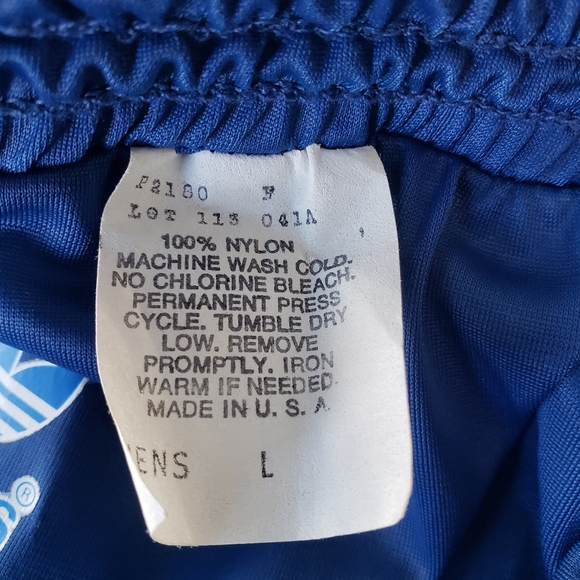 P2180 F
LOT 113 041A
100% NYLON
MACHINE WASH COLD.
NO CHLORINE BLEACH.
PERMANENT PRESS
CYCLE. TUMBLE DRY
LOW. REMOVE
PROMPTLY. IRON
WARM IF NEEDED.
MADE IN U. S. A
ENS L
®